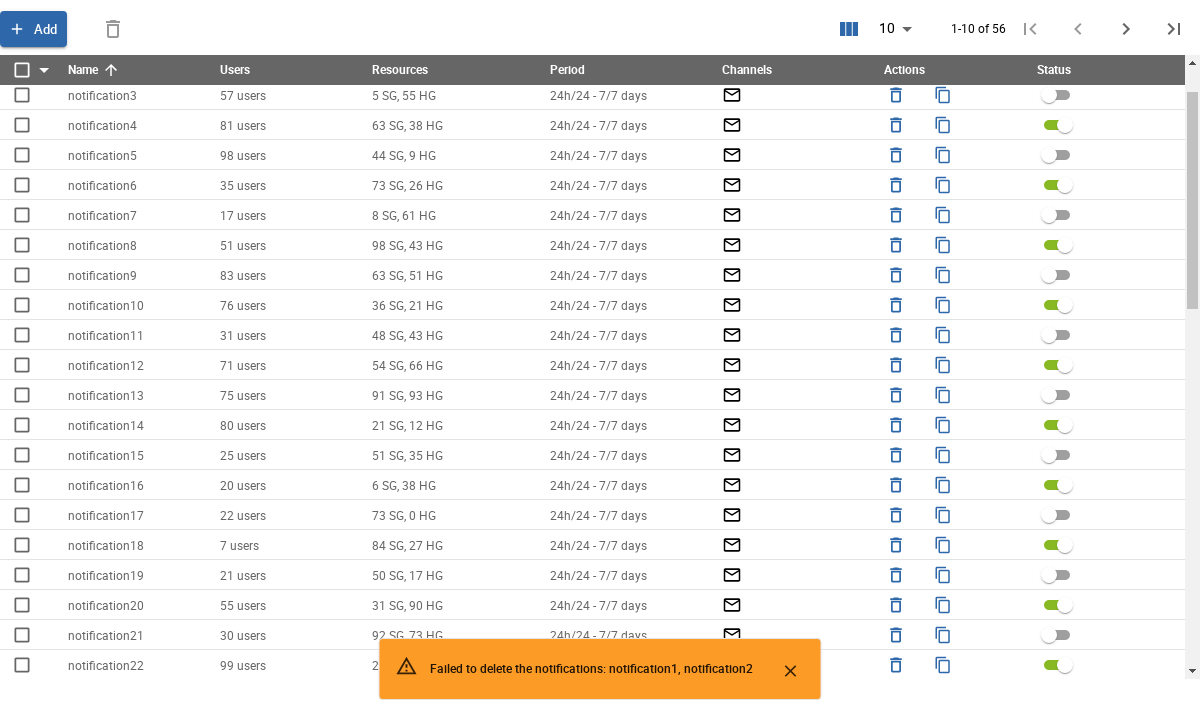 Add
10
1-10 of 56
Name Users Resources Period Channels Actions Status
notification3 57 users 5 SG, 55 HG 24h/24 - 7/7 days
notification4 81 users 63 SG, 38 HG 24h/24 - 7/7 days
notification5 98 users 44 SG, 9 HG 24h/24 - 7/7 days
notification6 35 users 73 SG, 26 HG 24h/24 - 7/7 days
notification7 17 users 8 SG, 61 HG 24h/24 - 7/7 days
notification8 51 users 98 SG, 43 HG 24h/24 - 7/7 days
notification9 83 users 63 SG, 51 HG 24h/24 - 7/7 days
notification10 76 users 36 SG, 21 HG 24h/24 - 7/7 days
notification11 31 users 48 SG, 43 HG 24h/24 - 7/7 days
notification12 71 users 54 SG, 66 HG 24h/24 - 7/7 days
notification13 75 users 91 SG, 93 HG 24h/24 - 7/7 days
notification14 80 users 21 SG, 12 HG 24h/24 - 7/7 days
notification15 25 users 51 SG, 35 HG 24h/24 - 7/7 days
notification16 20 users 6 SG, 38 HG 24h/24 - 7/7 days
notification17 22 users 73 SG, 0 HG 24h/24 - 7/7 days
notification18 7 users 84 SG, 27 HG 24h/24 - 7/7 days
notification19 21 users 50 SG, 17 HG 24h/24 - 7/7 days
notification20 55 users 31 SG, 90 HG 24h/24 - 7/7 days
notification21 30 users 92 SG, 73 HG 24h/24 - 7/7 days
notification22 99 users
Failed to delete the notifications: notification1, notification2